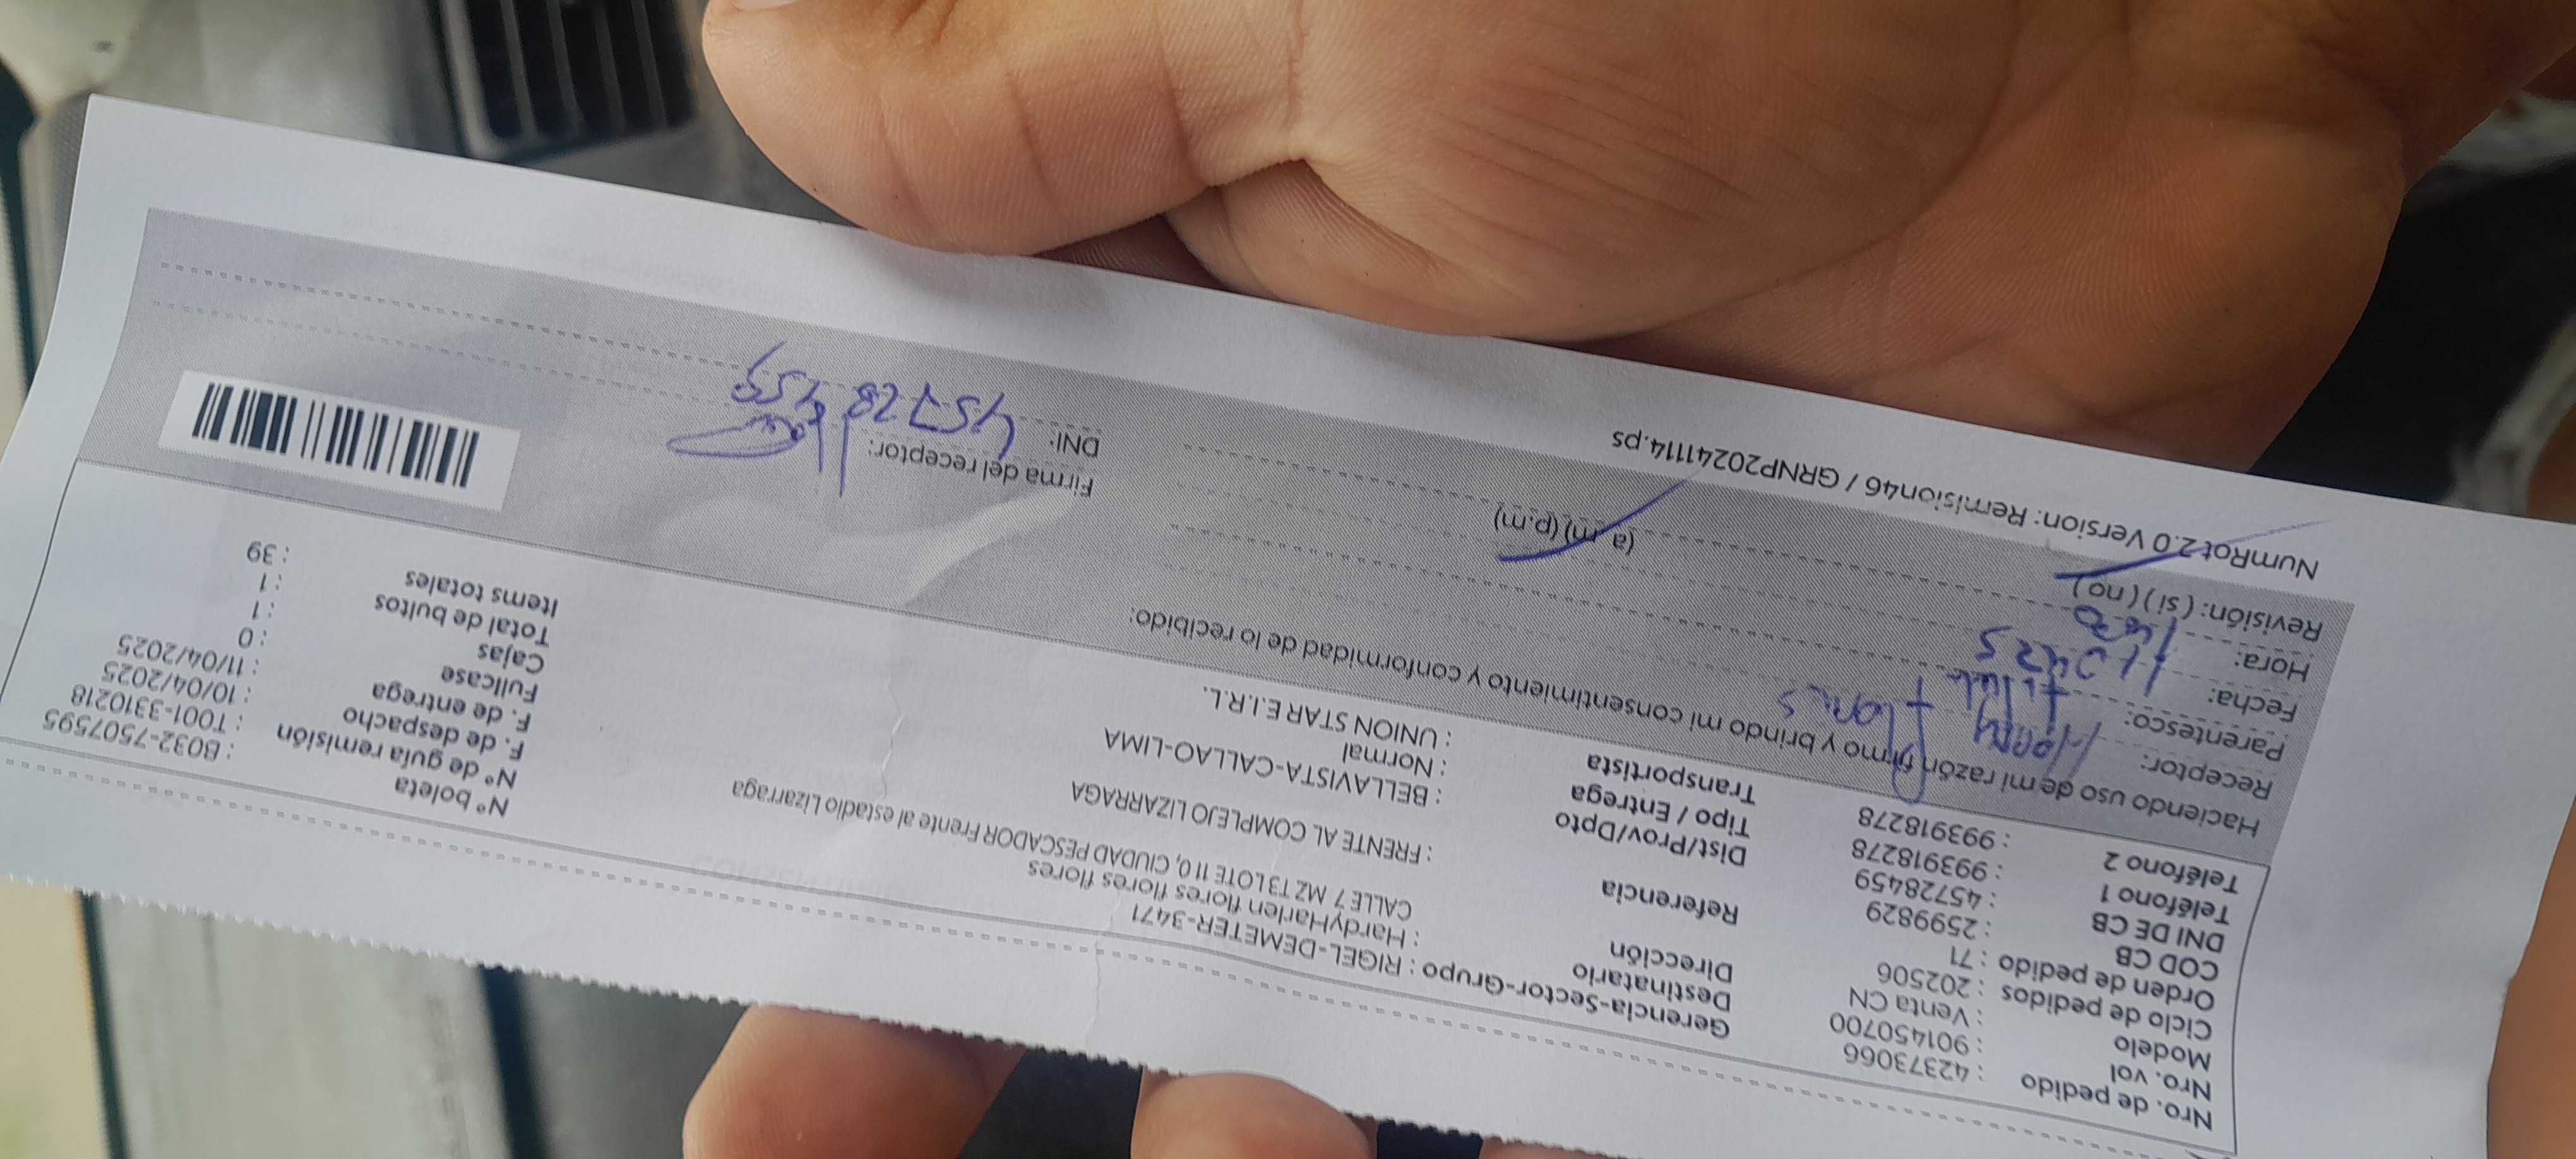 Nro. de pedido : 42373066
Nro. vol : 901450700
Modelo : Venta CN
Ciclo de pedidos : 202506
Orden de pedido : 71
COD CB : 2599829
DNI DE CB : 45728459
Teléfono 1 : 993918278
Teléfono 2 : 993918278
Gerencia-Sector-Grupo : RIGEL-DEMETER-3471
Destinatario : HardyHarlen flores flores
Dirección CALLE 7 MZ T3 LOTE 11 0, CIUDAD PESCADOR Frente al estadio Lizarraga
Referencia : FRENTE AL COMPLEJO LIZARRAGA
Dist/Prov/Dpto : BELLAVISTA-CALLAO-LIMA
Tipo / Entrega : Normal
Transportista : UNION STAR E.I.R.L.
Nº boleta : B032-7507595
Nº de guía remisión : T001-3310218
F. de despacho : 10/04/2025
F. de entrega : 11/04/2025
Fullcase : 0
Cajas : 1
Total de bultos : 1
Items totales : 39
Haciendo uso de mi razón firmo y brindo mi consentimiento y conformidad de lo recibido:
Receptor: Flores
Parentesco:
Fecha:
Hora:
(a. m) (p.m)
Revisión: (si) (no)
Firma del receptor:
DNI: 45728459
NumRot 2.0 Version: Remision46 / GRNP20241114.ps